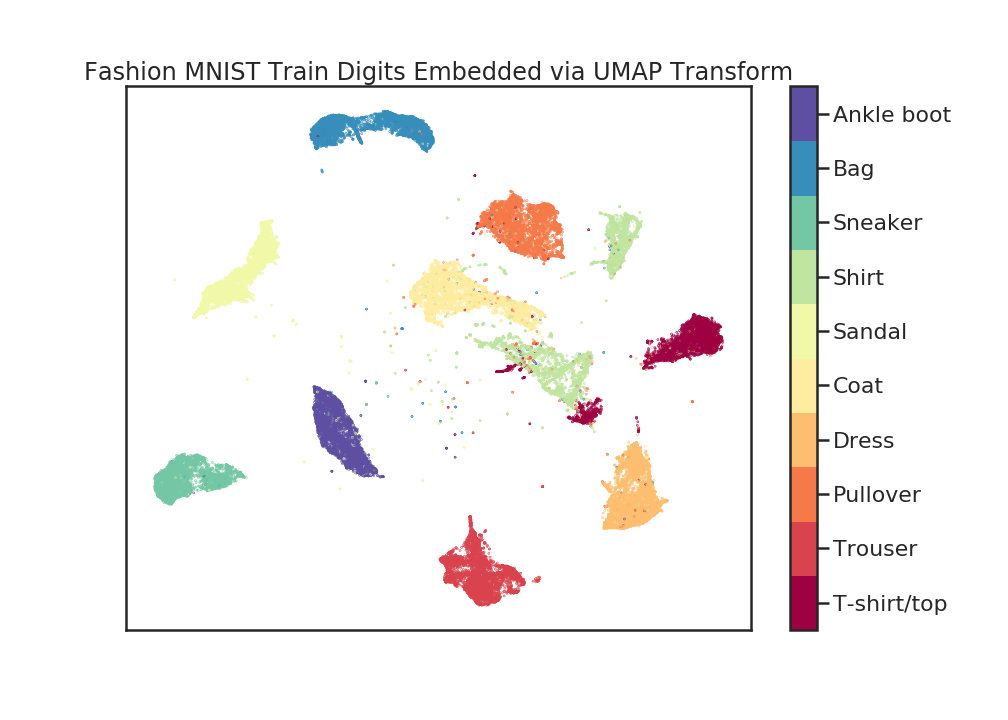 Fashion MNIST Train Digits Embedded via UMAP Transform
Ankle boot
Bag
Sneaker
Shirt
Sandal
Coat
Dress
Pullover
Trouser
T-shirt/top